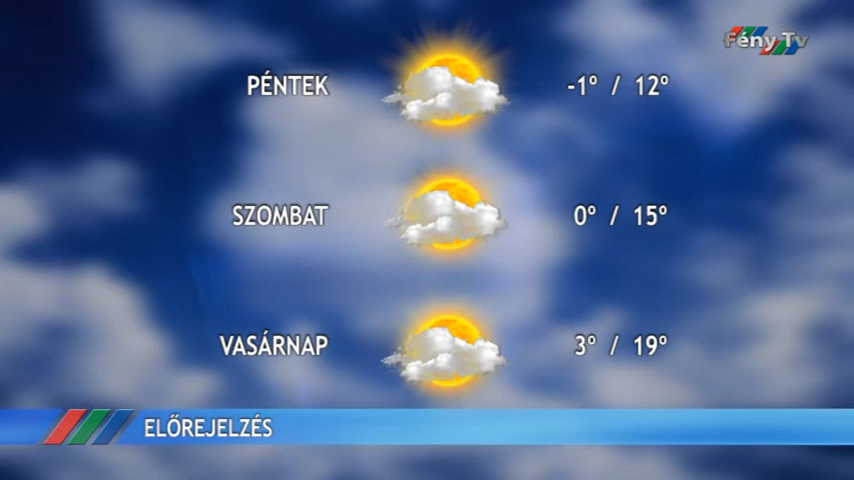 Fény Tv
PÉNTEK -1° / 12°
SZOMBAT 0° / 15°
VASÁRNAP 3° / 19°
ELŐREJELZÉS